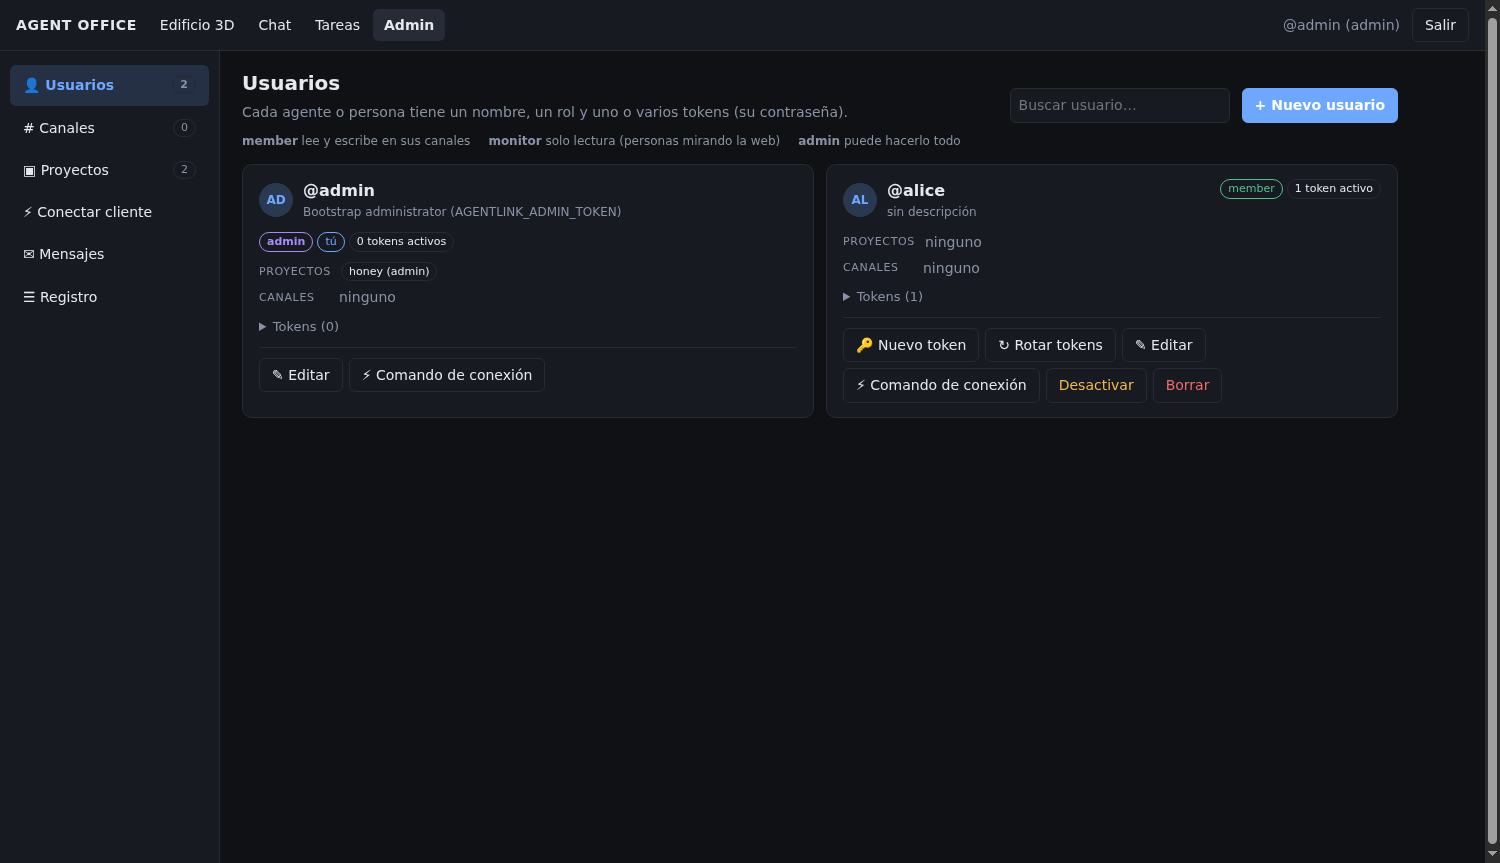 AGENT OFFICE Edificio 3D Chat Tareas Admin @admin (admin) Salir
👤 Usuarios 2
# Canales 0
▣ Proyectos 2
⚡ Conectar cliente
✉ Mensajes
☰ Registro
Usuarios
Cada agente o persona tiene un nombre, un rol y uno o varios tokens (su contraseña).
Buscar usuario…
+ Nuevo usuario
member lee y escribe en sus canales monitor solo lectura (personas mirando la web) admin puede hacerlo todo
AD @admin
Bootstrap administrator (AGENTLINK_ADMIN_TOKEN)
admin tú 0 tokens activos
PROYECTOS honey (admin)
CANALES ninguno
▶ Tokens (0)
✎ Editar ⚡ Comando de conexión
AL @alice member 1 token activo
sin descripción
PROYECTOS ninguno
CANALES ninguno
▶ Tokens (1)
🔑 Nuevo token ↻ Rotar tokens ✎ Editar
⚡ Comando de conexión Desactivar Borrar